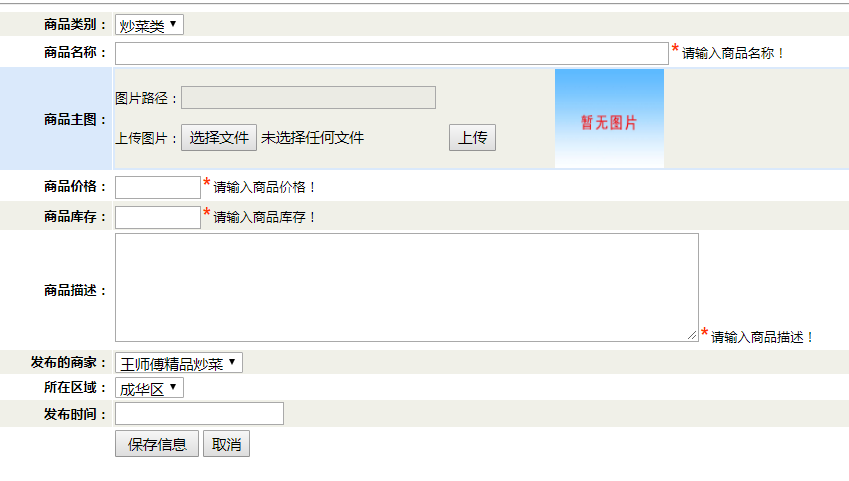 商品类别： 炒菜类
商品名称： *请输入商品名称！
商品主图：
图片路径：
上传图片： 选择文件 未选择任何文件 上传
暂无图片
商品价格： *请输入商品价格！
商品库存： *请输入商品库存！
商品描述： *请输入商品描述！
发布的商家： 王师傅精品炒菜
所在区域： 成华区
发布时间：
保存信息 取消